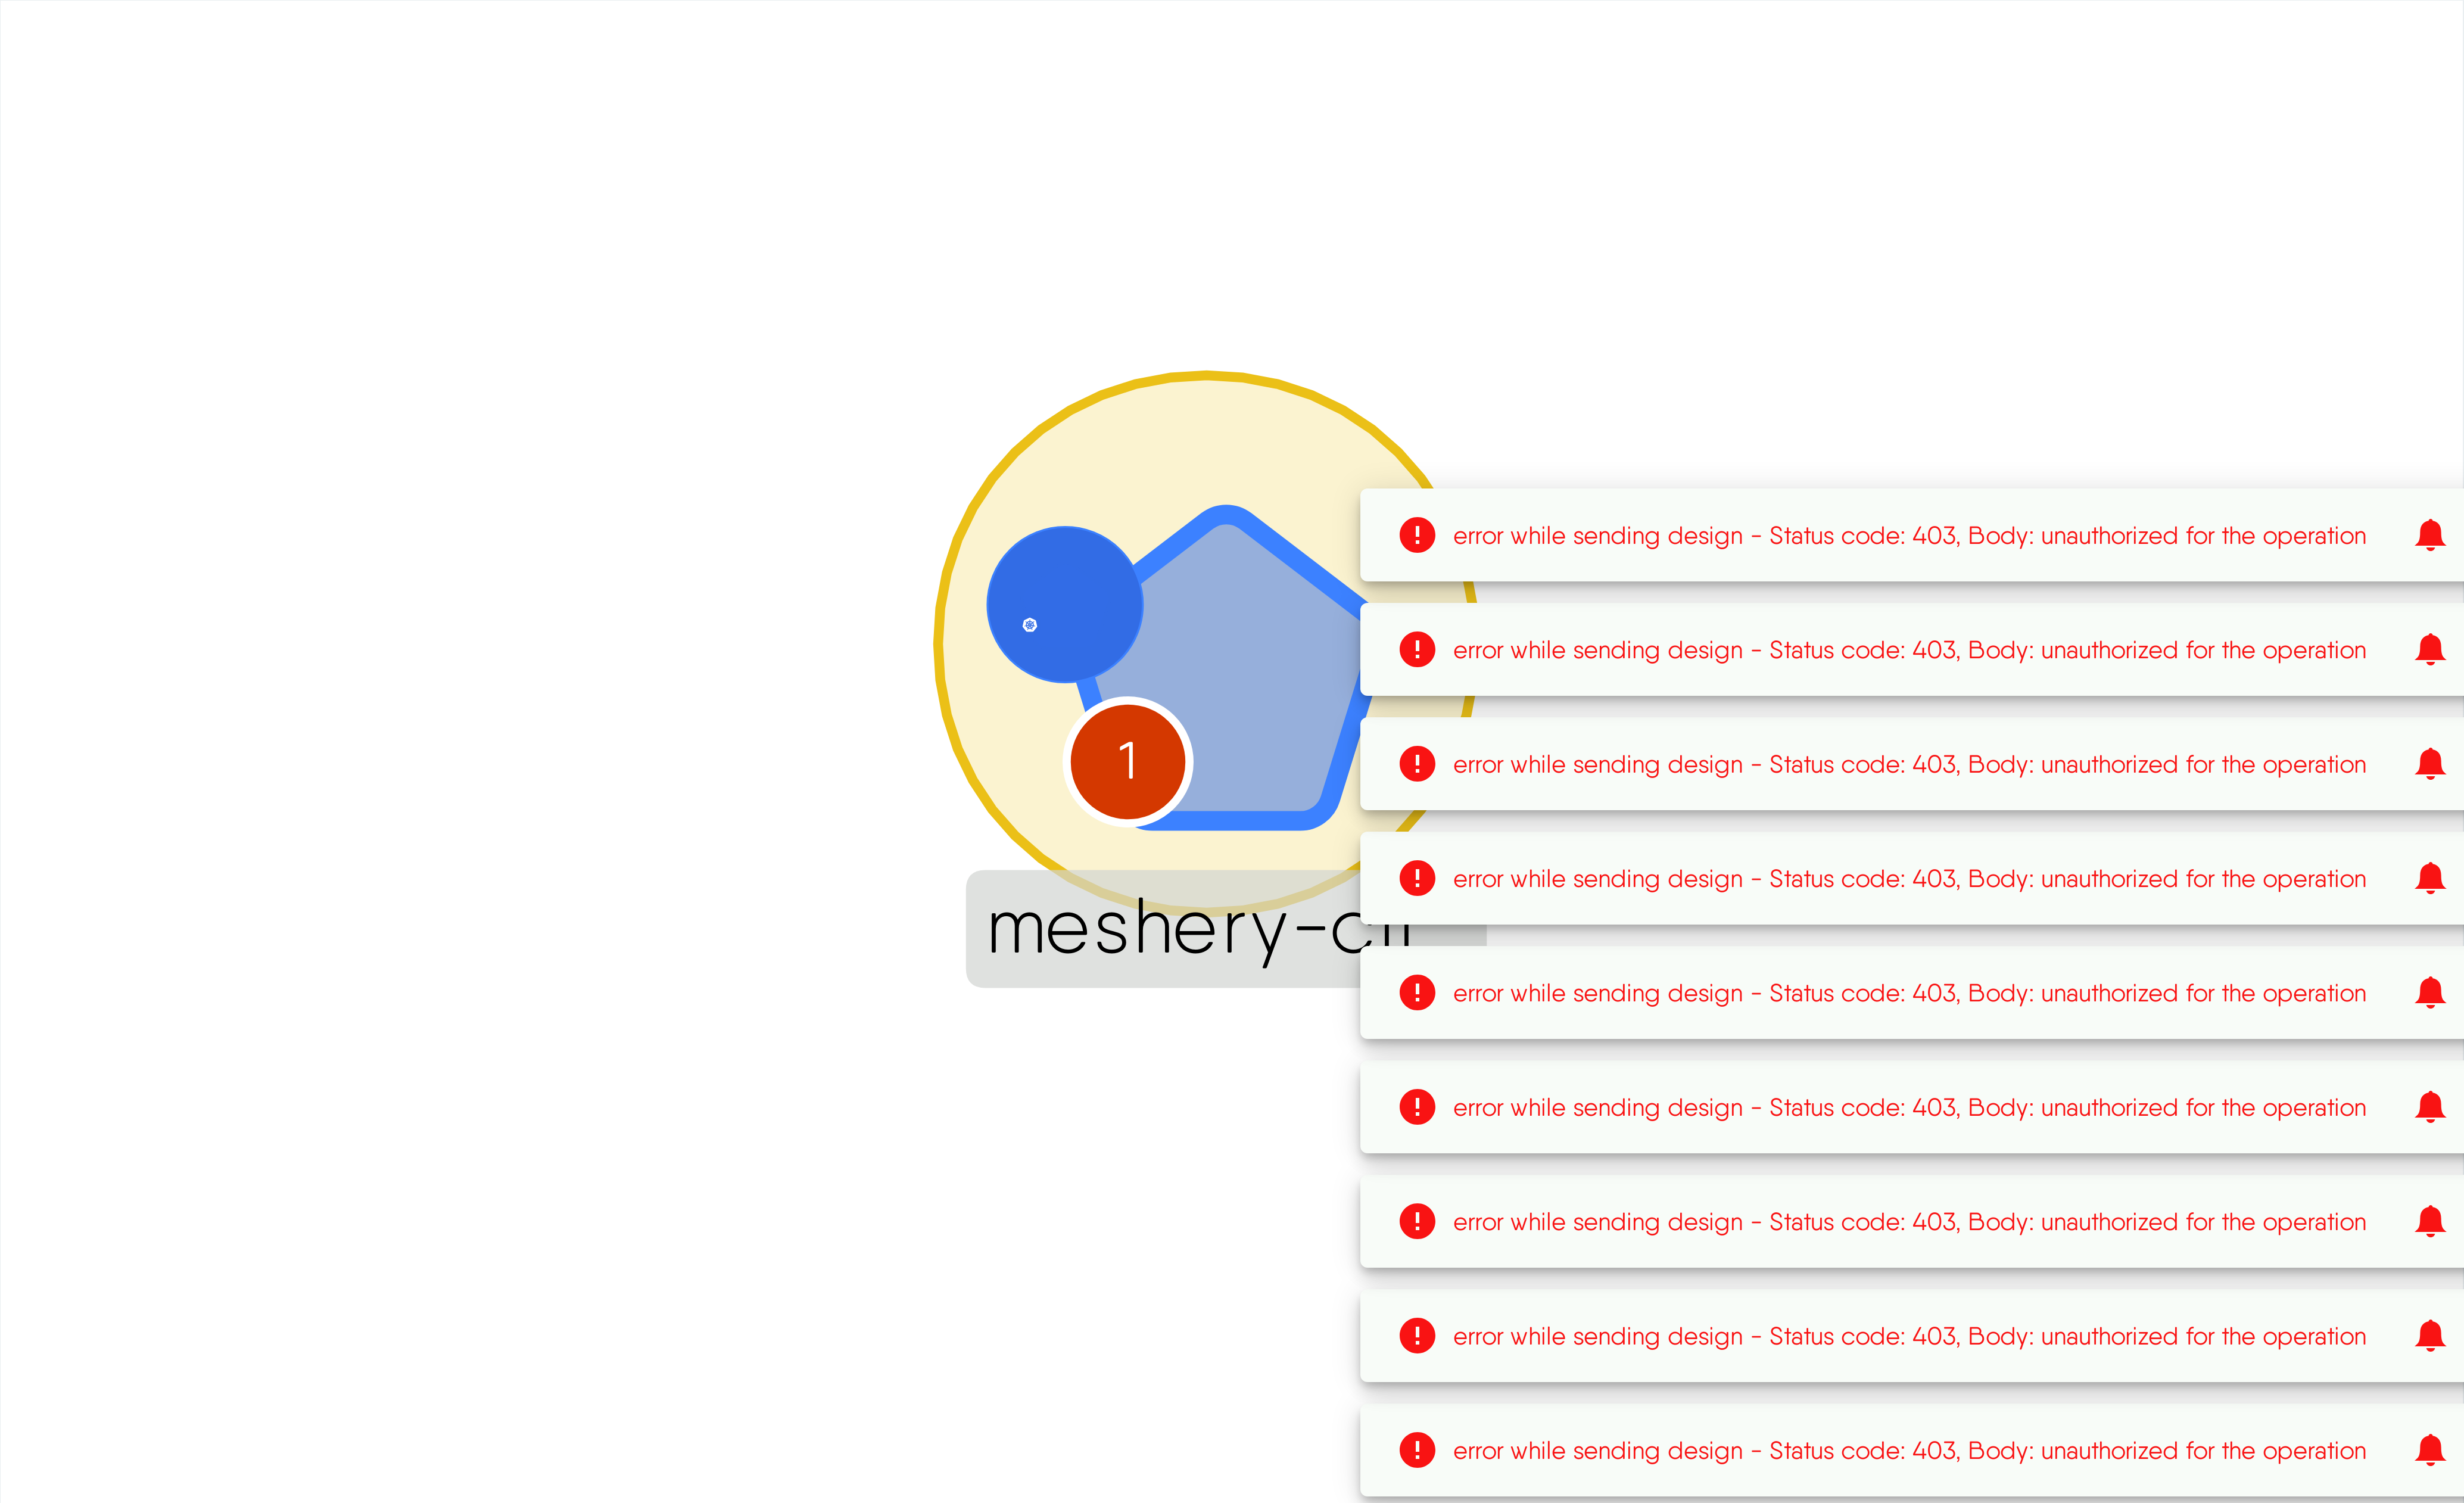 error while sending design - Status code: 403, Body: unauthorized for the operation
error while sending design - Status code: 403, Body: unauthorized for the operation
1
error while sending design - Status code: 403, Body: unauthorized for the operation
error while sending design - Status code: 403, Body: unauthorized for the operation
meshery-
error while sending design - Status code: 403, Body: unauthorized for the operation
error while sending design - Status code: 403, Body: unauthorized for the operation
error while sending design - Status code: 403, Body: unauthorized for the operation
error while sending design - Status code: 403, Body: unauthorized for the operation
error while sending design - Status code: 403, Body: unauthorized for the operation